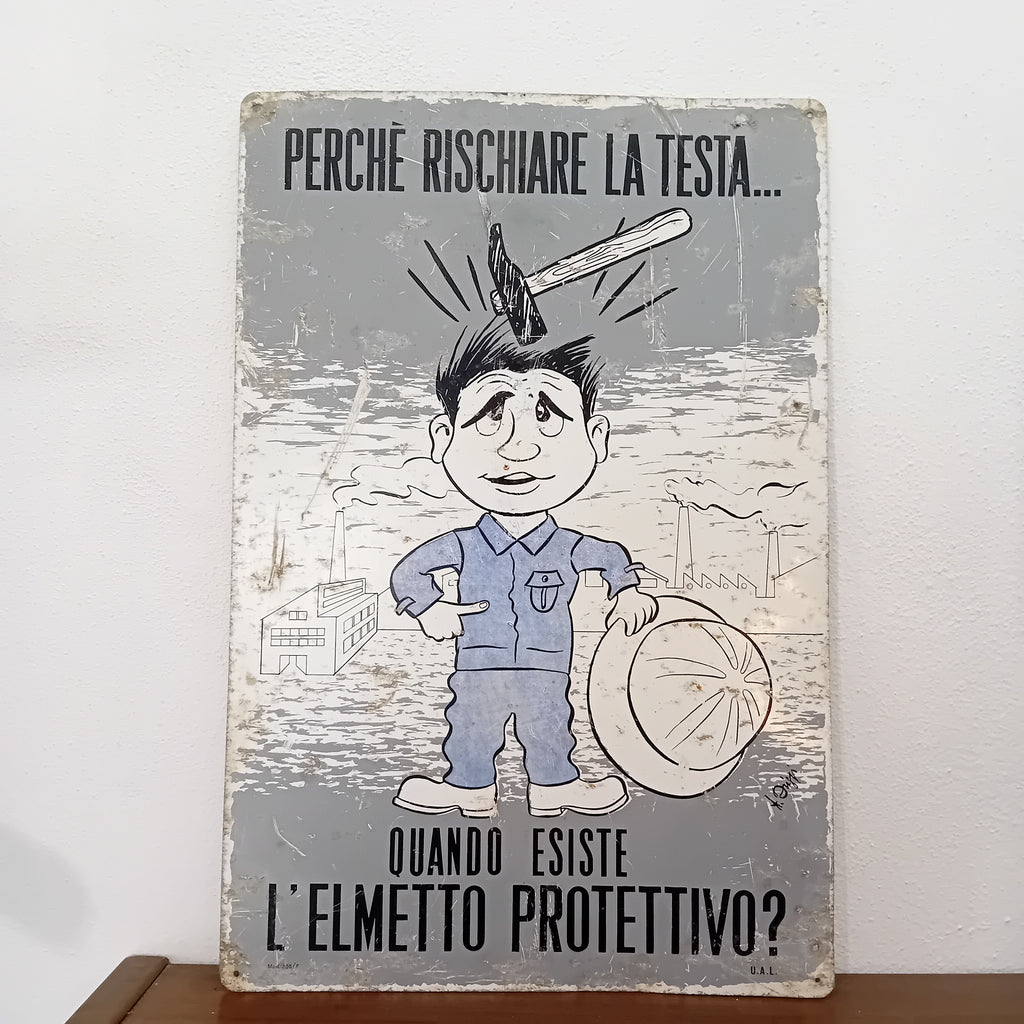 PERCHÈ RISCHIARE LA TESTA...
QUANDO ESISTE
L'ELMETTO PROTETTIVO?
U.A.L.